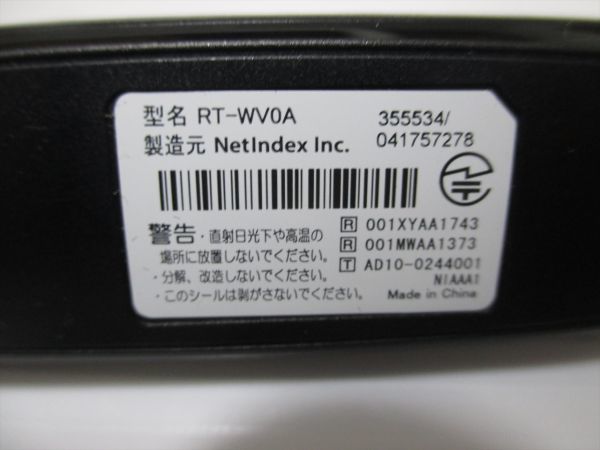 型名 RT-WV0A
355534/
製造元 NetIndex Inc.
041757278
R 001XYAA1743
R 001MWAA1373
T AD10-0244001
N1AAA1
Made in China
警告・直射日光下や高温の
場所に放置しないでください。
・分解、改造しないでください。
・このシールは剥がさないでください。